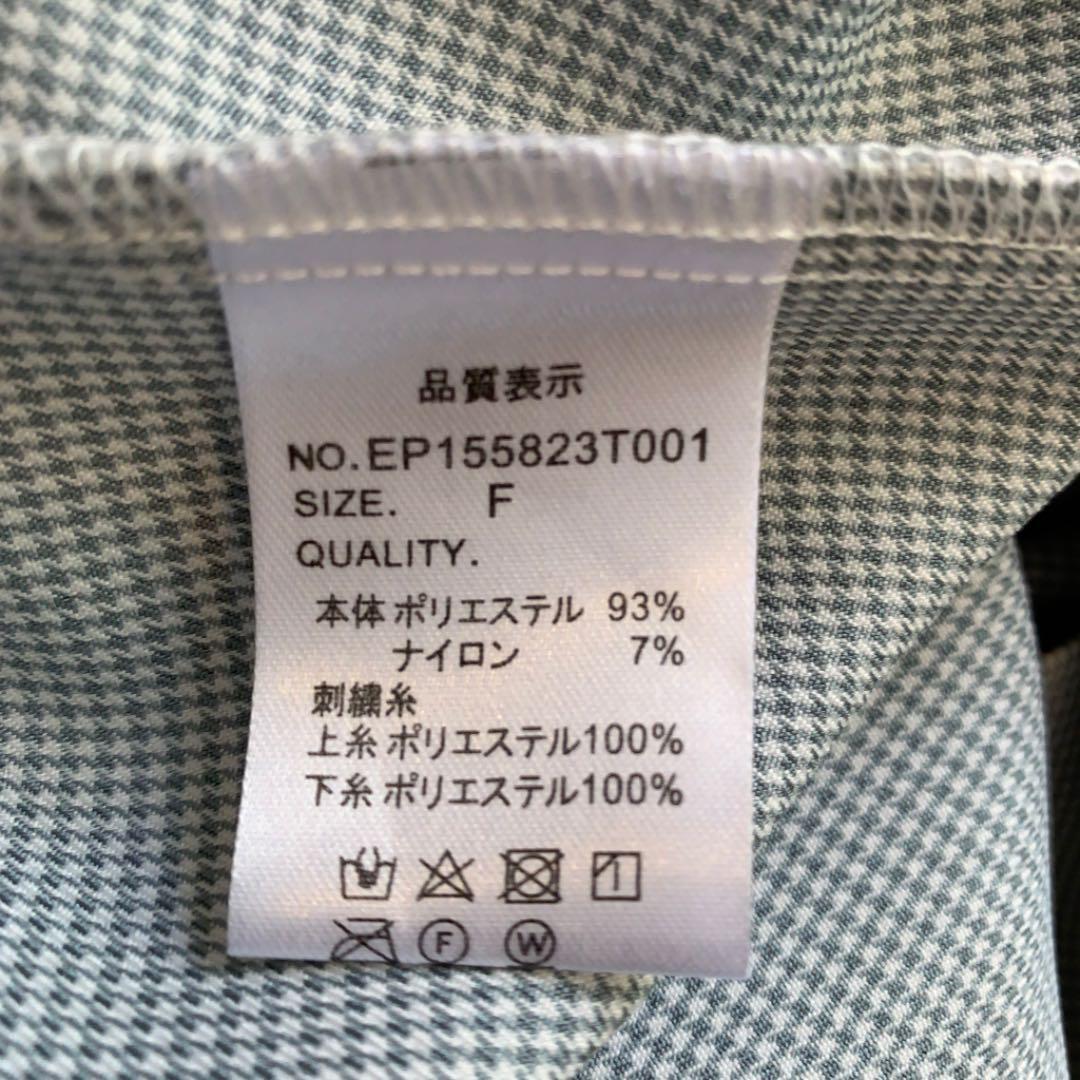 品質表示
NO.EP155823T001
SIZE. F
QUALITY.
本体 ポリエステル 93%
ナイロン 7%
刺繍糸
上糸 ポリエステル100%
下糸 ポリエステル100%
F W